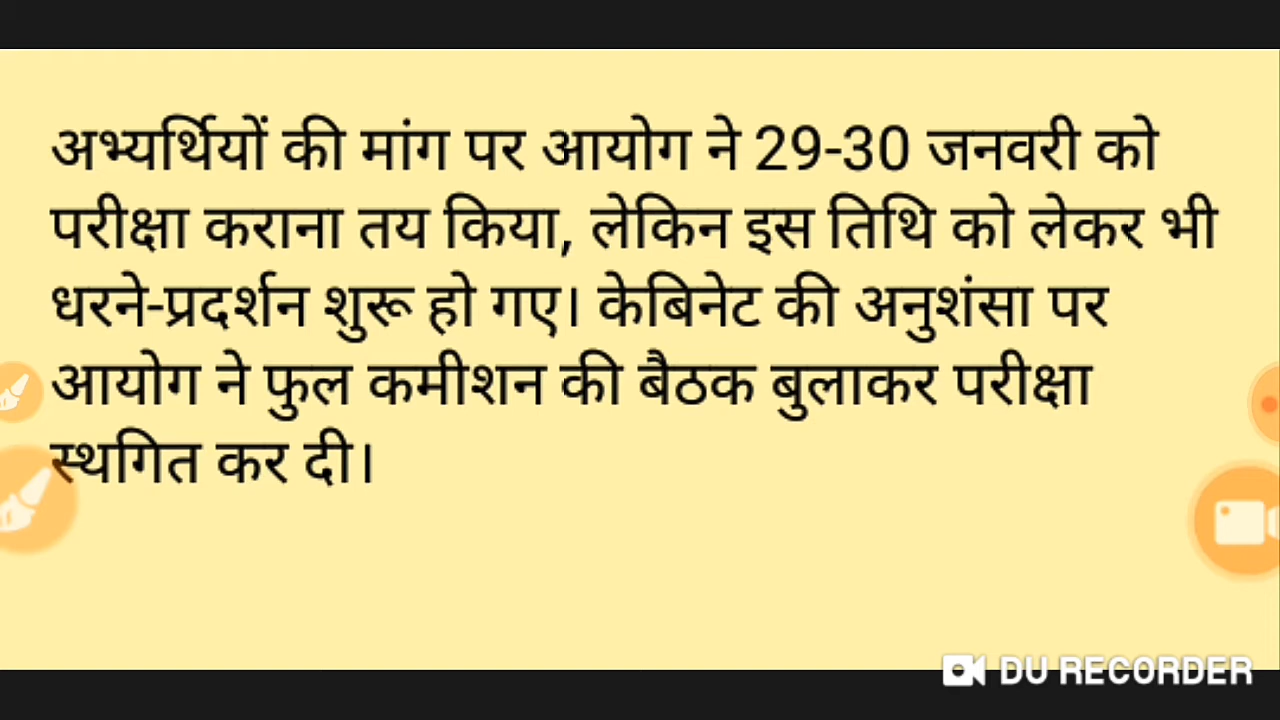 अभ्यर्थियों की मांग पर आयोग ने 29-30 जनवरी को
परीक्षा कराना तय किया, लेकिन इस तिथि को लेकर भी
धरने-प्रदर्शन शुरू हो गए। केबिनेट की अनुशंसा पर
आयोग ने फुल कमीशन की बैठक बुलाकर परीक्षा
स्थगित कर दी।
DU RECORDER